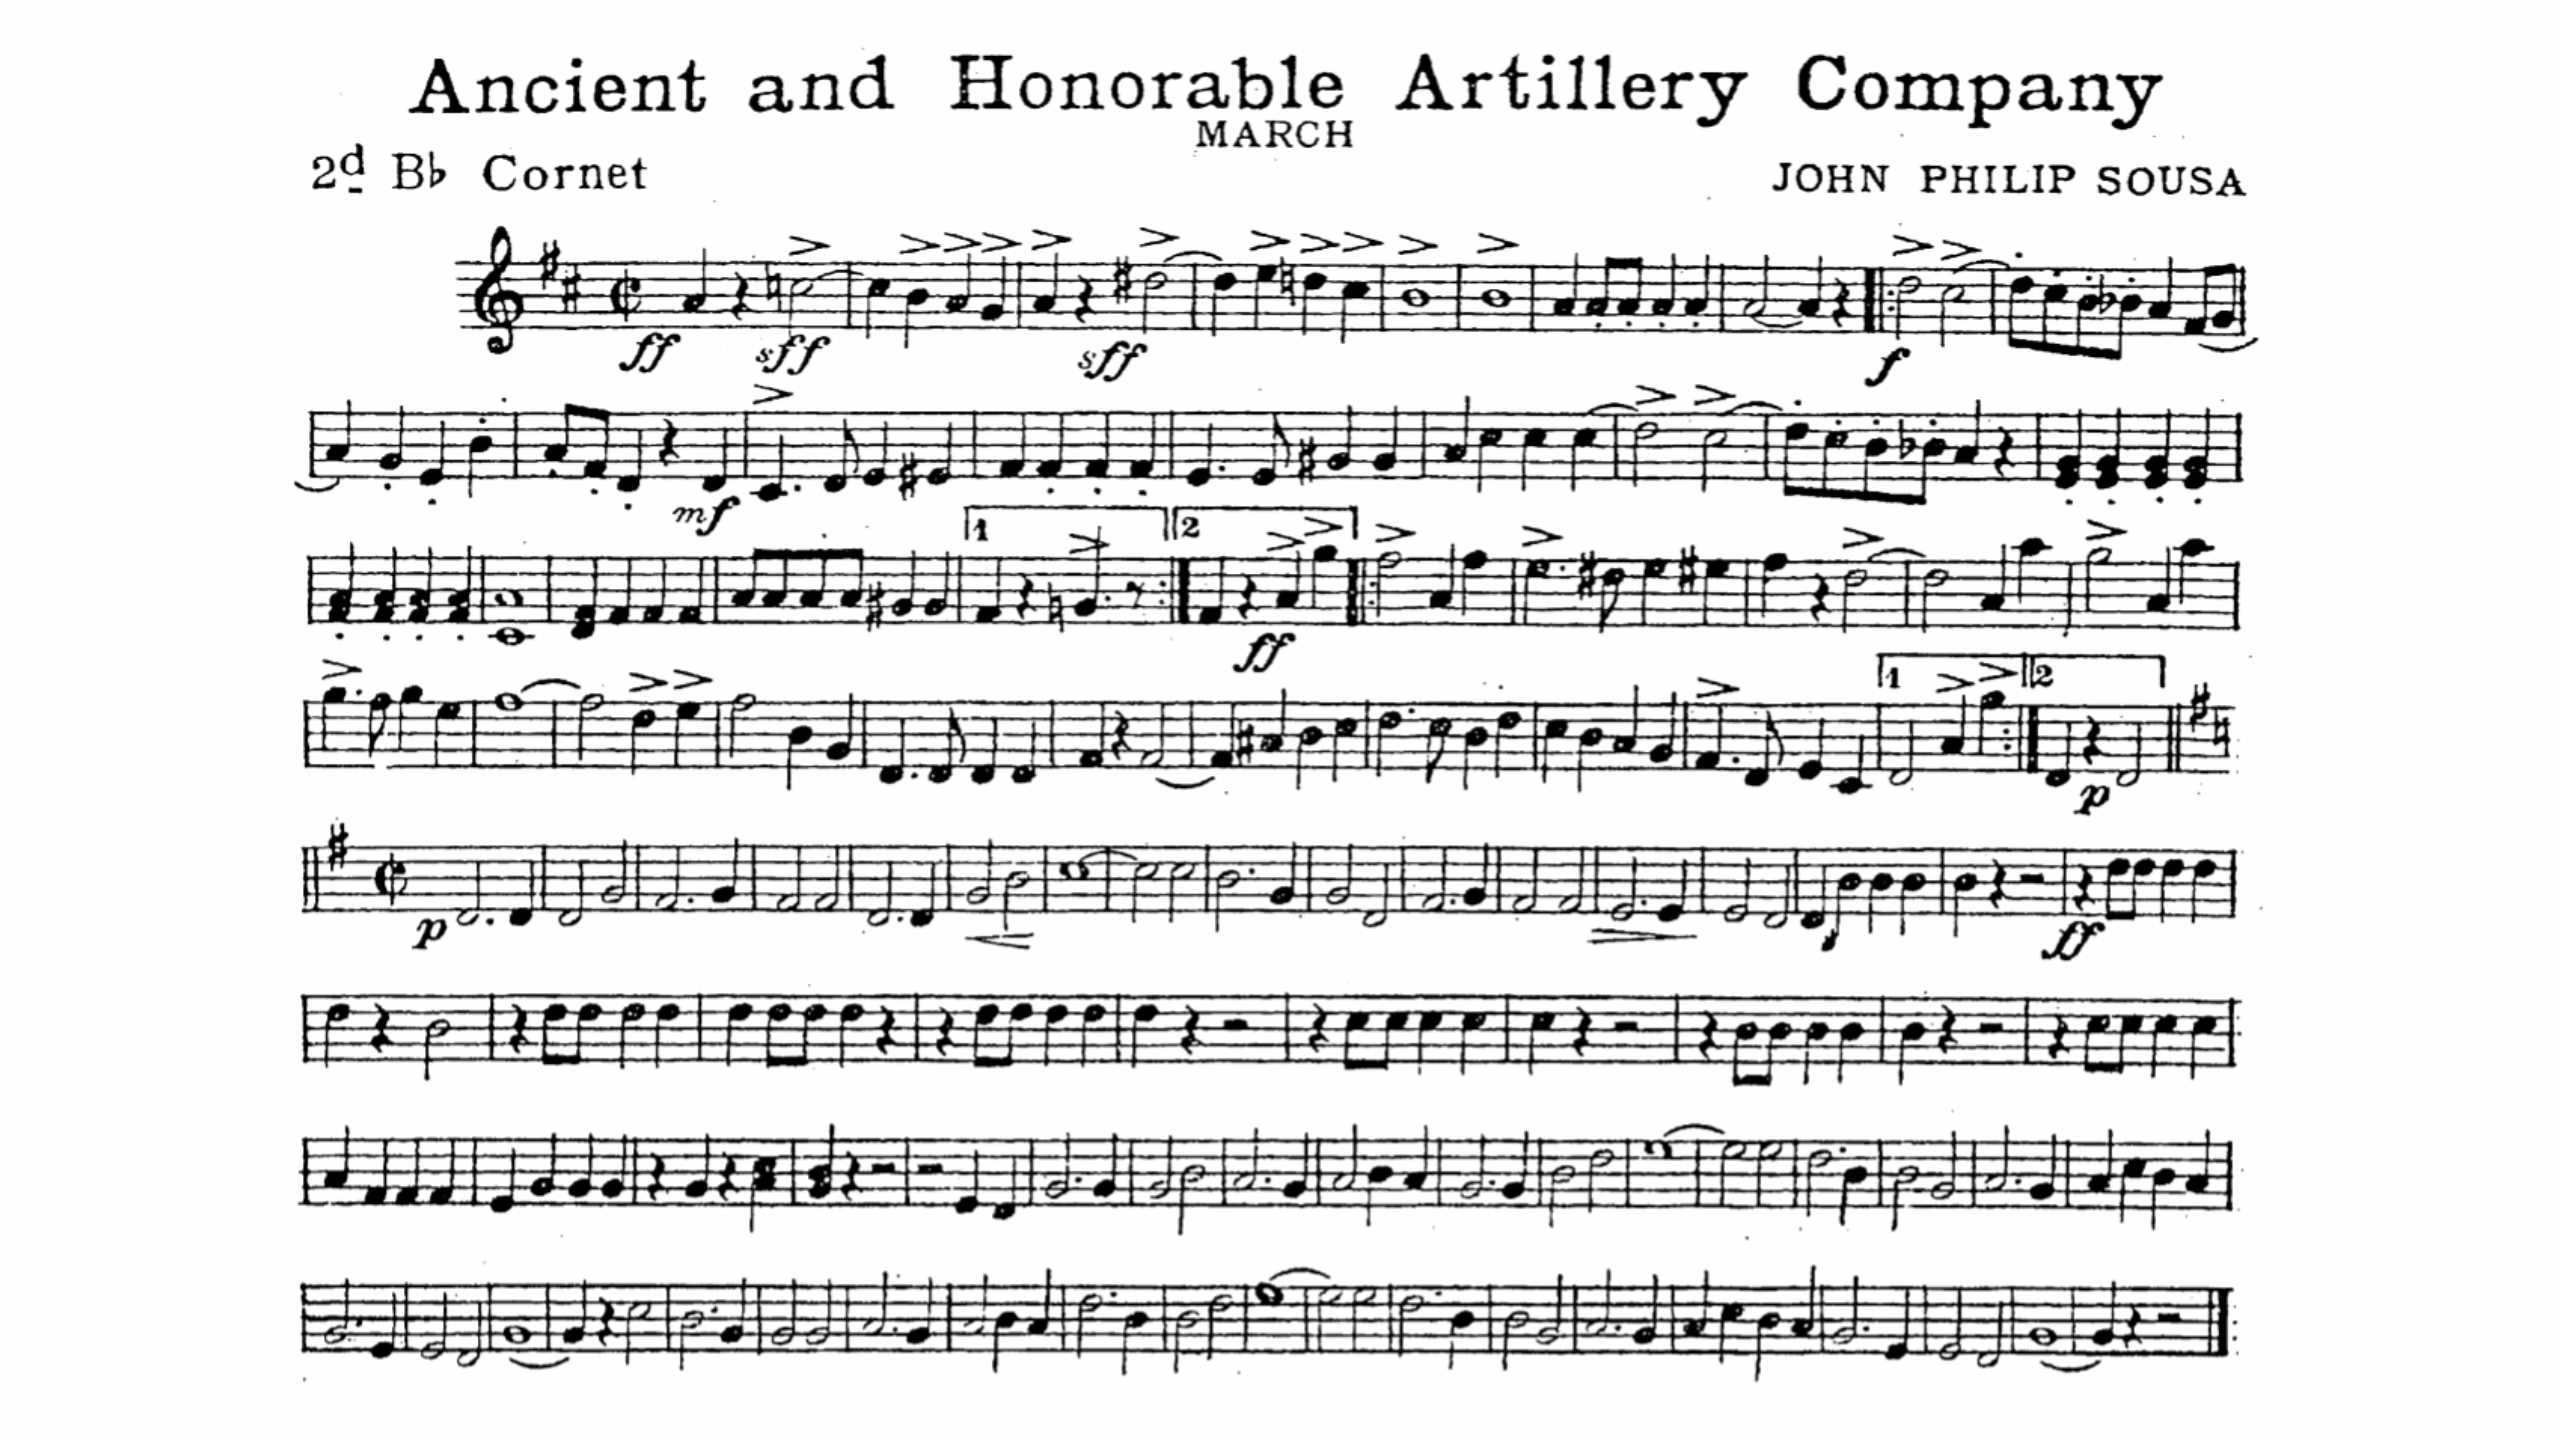 Ancient and Honorable Artillery Company
MARCH
2d B♭ Cornet
JOHN PHILIP SOUSA
ff sff sff f
mf
1 2 ff
1 2 p
p ff